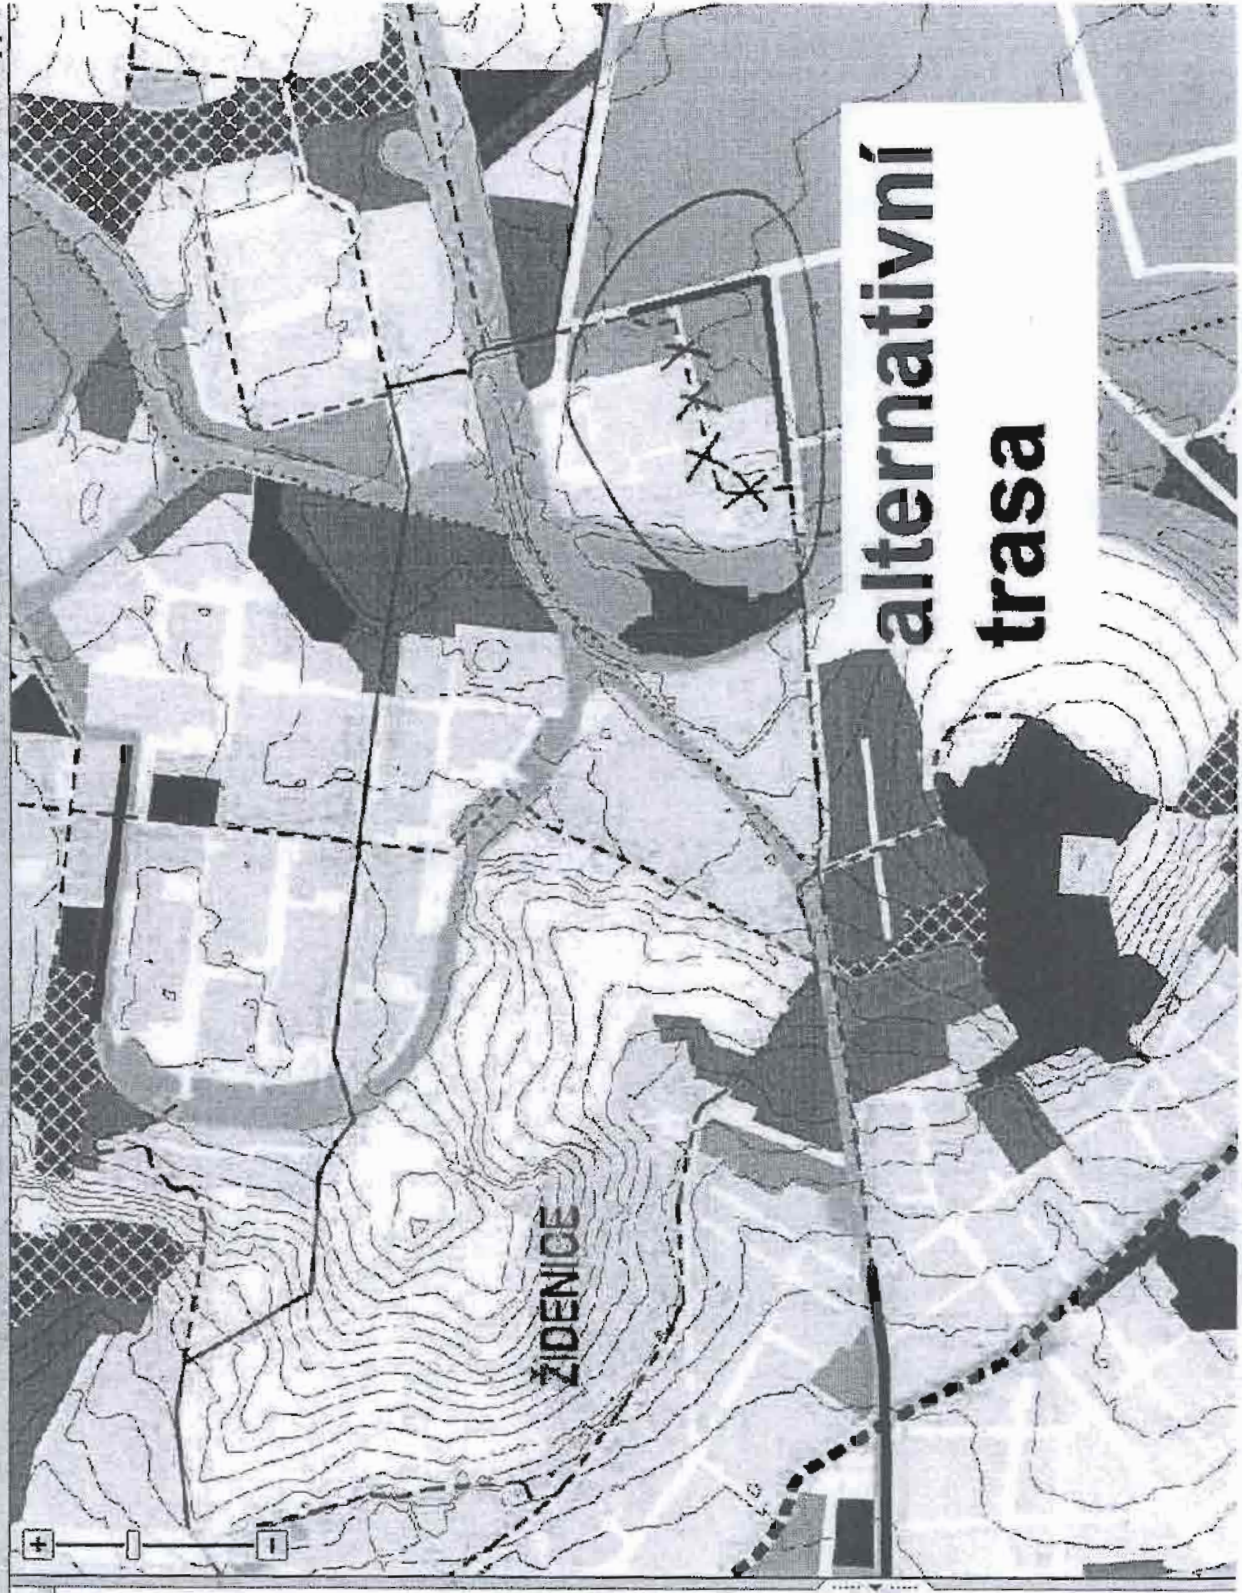 alternativní
trasa
ŽIDENICE
+
−